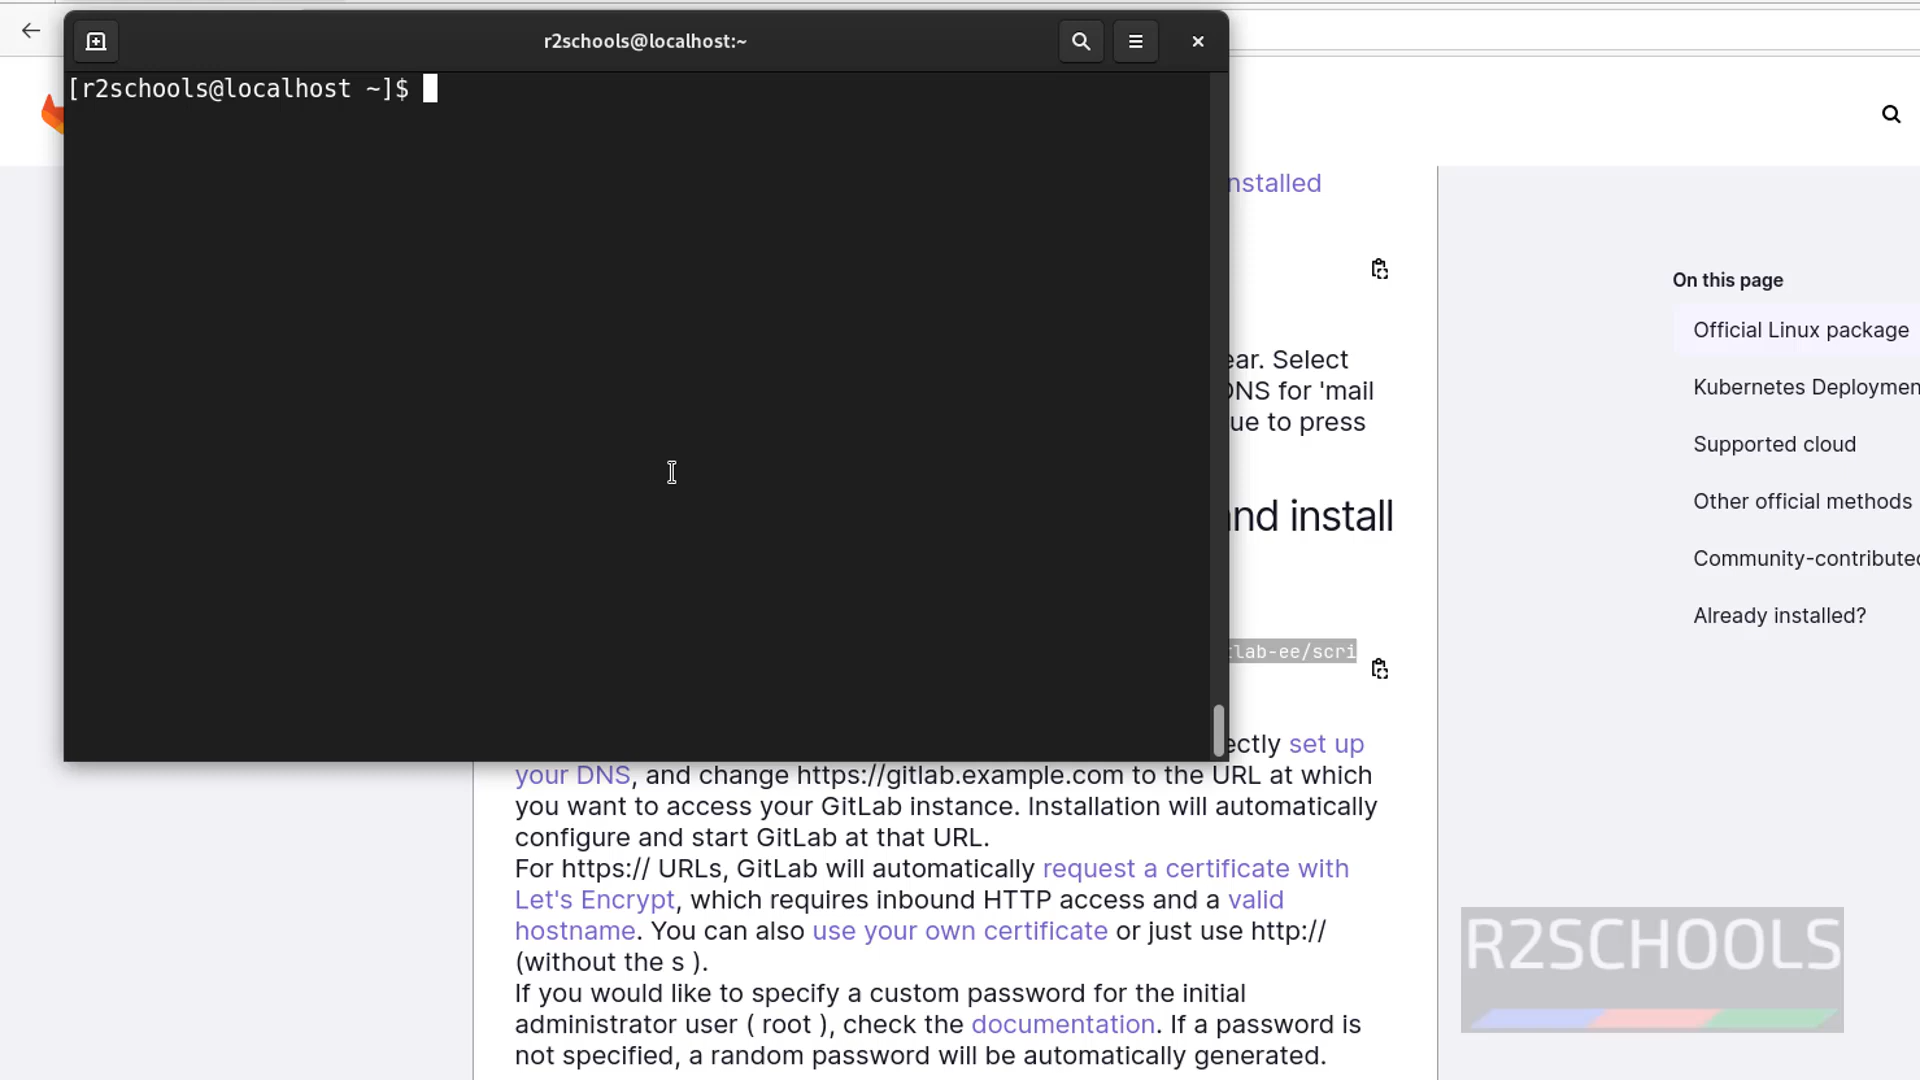 r2schools@localhost:~
[r2schools@localhost ~]$
nstalled
ear. Select
DNS for 'mail
ue to press
nd install
tlab-ee/scri
ectly set up
your DNS, and change https://gitlab.example.com to the URL at which
you want to access your GitLab instance. Installation will automatically
configure and start GitLab at that URL.
For https:// URLs, GitLab will automatically request a certificate with
Let's Encrypt, which requires inbound HTTP access and a valid
hostname. You can also use your own certificate or just use http://
(without the s ).
If you would like to specify a custom password for the initial
administrator user ( root ), check the documentation. If a password is
not specified, a random password will be automatically generated.
On this page
Official Linux package
Kubernetes Deploymen
Supported cloud
Other official methods
Community-contributed
Already installed?
R2SCHOOLS